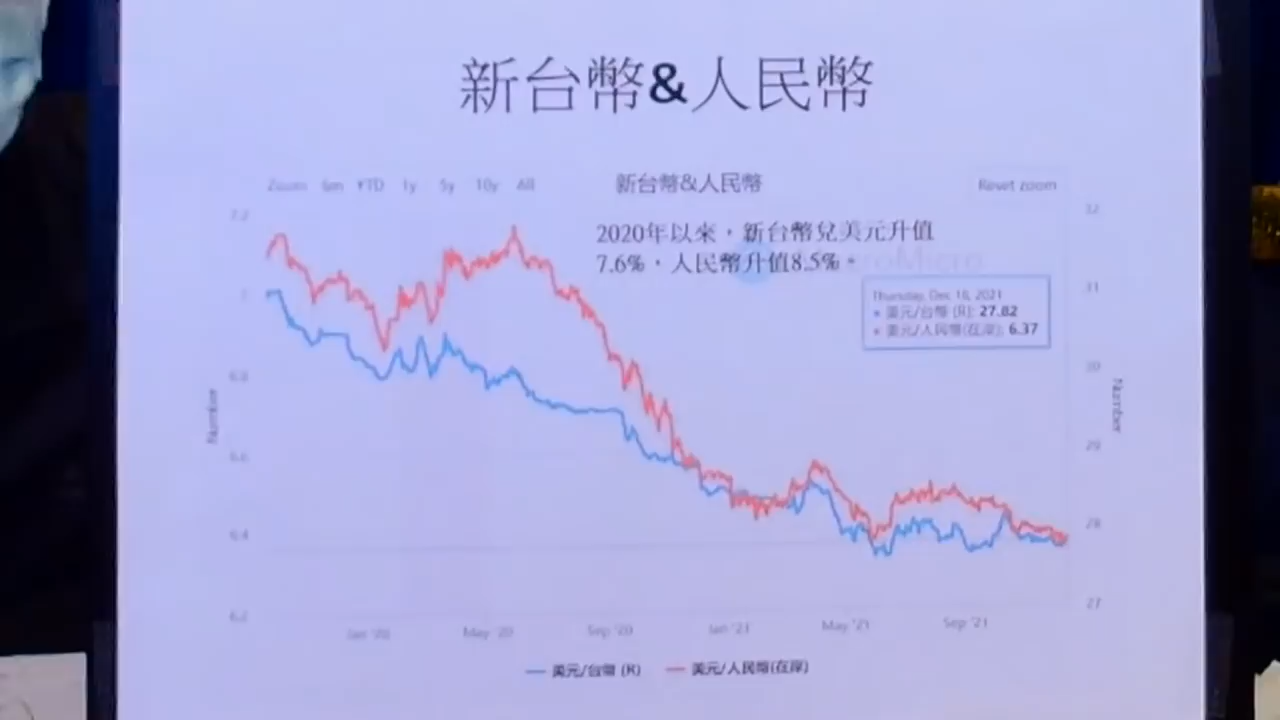 新台幣&人民幣
Zoom 6m YTD 1y 5y 10y All
新台幣&人民幣
Reset zoom
2020年以來，新台幣兌美元升值
7.6%，人民幣升值8.5%。
Thursday, Dec 16, 2021
美元/台幣 (R): 27.82
美元/人民幣(在岸): 6.37
7.2
7
6.8
6.6
6.4
6.2
Number
32
31
30
29
28
27
Number
Jan '20 May '20 Sep '20 Jan '21 May '21 Sep '21
美元/台幣 (R) 美元/人民幣(在岸)